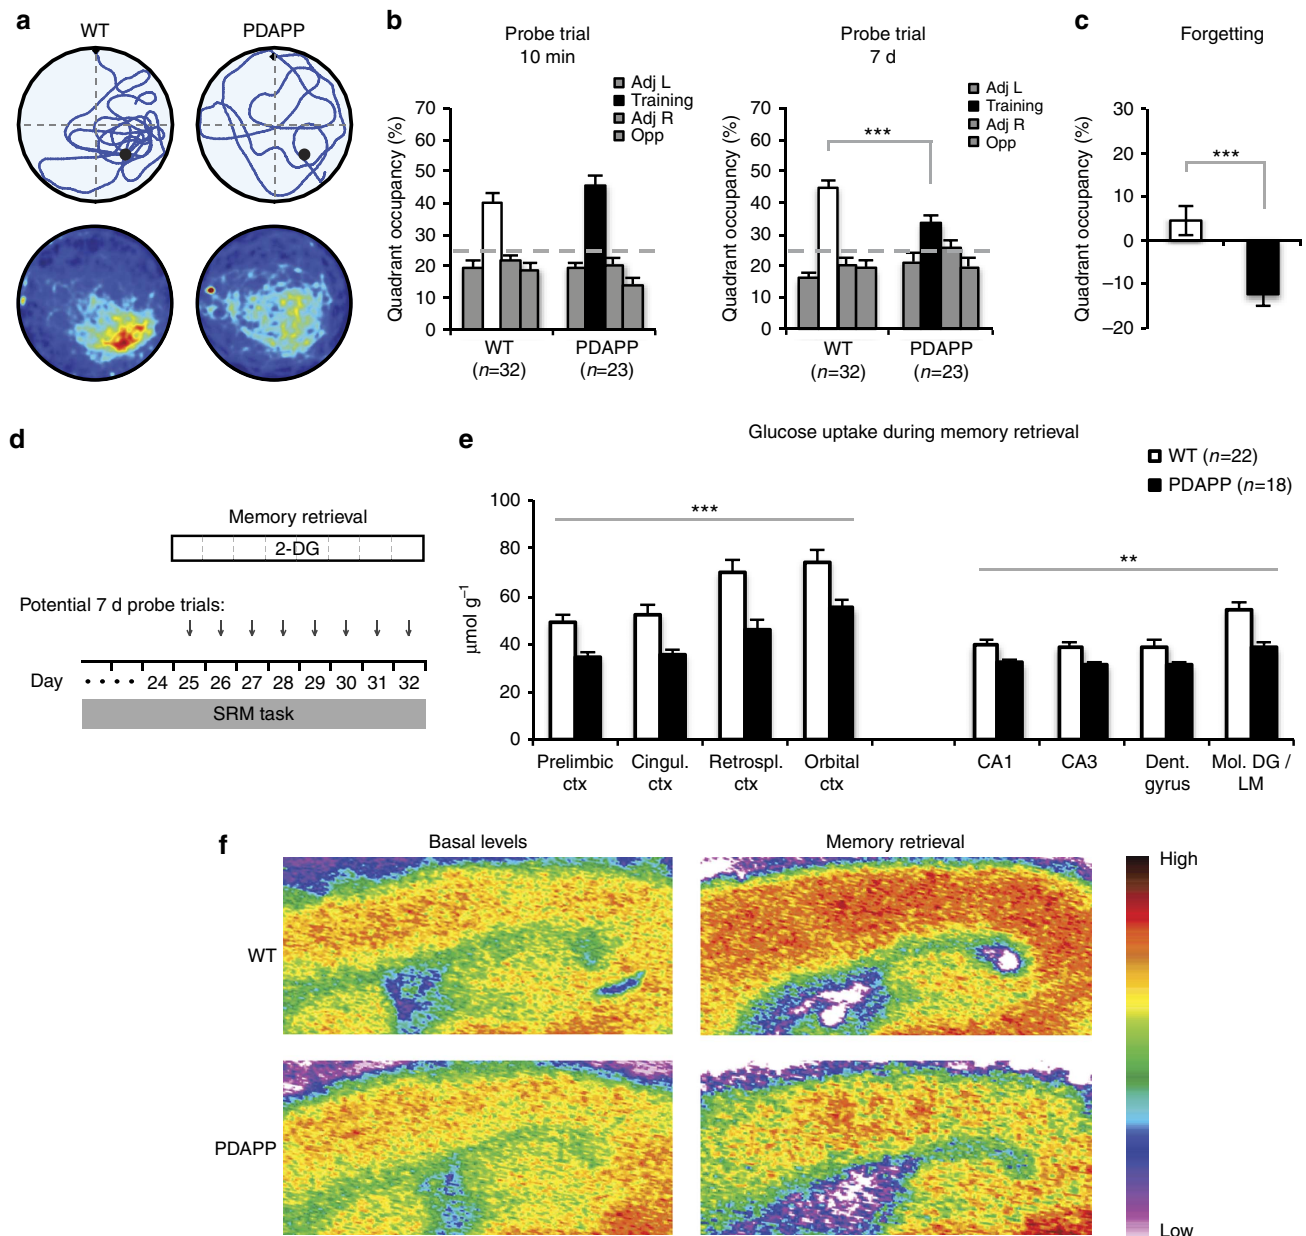 a
WT
PDAPP
b
Probe trial
10 min
Adj L
Training
Adj R
Opp
Quadrant occupancy (%)
70
60
50
40
30
20
10
0
WT
(n=32)
PDAPP
(n=23)
Probe trial
7 d
Adj L
Training
Adj R
Opp
Quadrant occupancy (%)
70
60
50
40
30
20
10
0
***
WT
(n=32)
PDAPP
(n=23)
c
Forgetting
Quadrant occupancy (%)
30
20
10
0
−10
−20
***
d
Memory retrieval
2-DG
Potential 7 d probe trials:
Day
24 25 26 27 28 29 30 31 32
SRM task
e
Glucose uptake during memory retrieval
WT (n=22)
PDAPP (n=18)
μmol g⁻¹
100
80
60
40
20
0
***
**
Prelimbic
ctx
Cingul.
ctx
Retrospl.
ctx
Orbital
ctx
CA1
CA3
Dent.
gyrus
Mol. DG /
LM
f
Basal levels
Memory retrieval
WT
PDAPP
High
Low